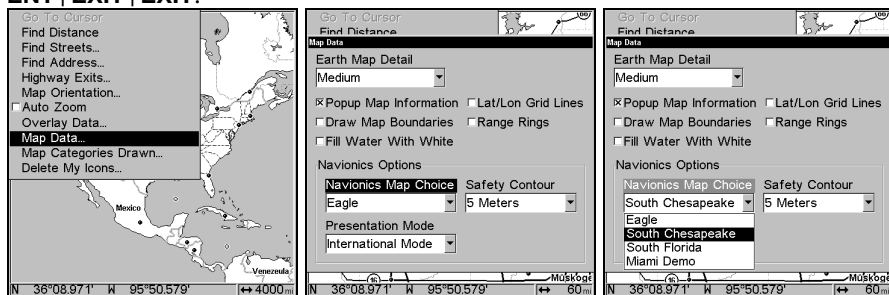 ENT | EXIT | EXIT.
Go To Cursor
Find Distance
Find Streets...
Find Address...
Highway Exits...
Map Orientation...
Auto Zoom
Overlay Data...
Map Data...
Map Categories Drawn...
Delete My Icons...
Mexico
Venezuela
N 36°08.971' W 95°50.579' ↔ 4000 mi
Go To Cursor
Find Distance
Map Data
Earth Map Detail
Medium
Popup Map Information Lat/Lon Grid Lines
Draw Map Boundaries Range Rings
Fill Water With White
Navionics Options
Navionics Map Choice Safety Contour
Eagle 5 Meters
Presentation Mode
International Mode
Muskoge
N 36°08.971' W 95°50.579' ↔ 60 mi
Go To Cursor
Find Distance
Map Data
Earth Map Detail
Medium
Popup Map Information Lat/Lon Grid Lines
Draw Map Boundaries Range Rings
Fill Water With White
Navionics Options
Navionics Map Choice Safety Contour
South Chesapeake 5 Meters
Eagle
South Chesapeake
South Florida
Miami Demo
Muskoge
N 36°08.971' W 95°50.579' ↔ 60 mi